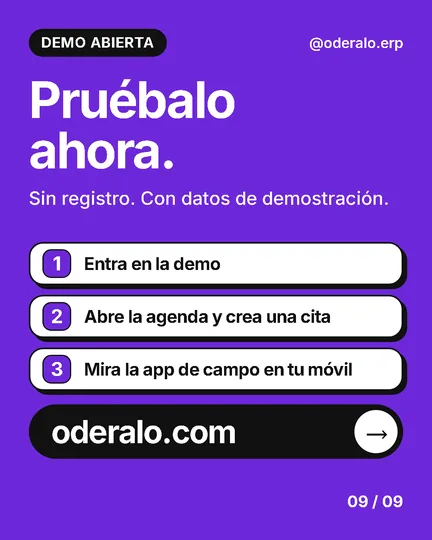 DEMO ABIERTA
@oderalo.erp
Pruébalo
ahora.
Sin registro. Con datos de demostración.
1 Entra en la demo
2 Abre la agenda y crea una cita
3 Mira la app de campo en tu móvil
oderalo.com →
09 / 09